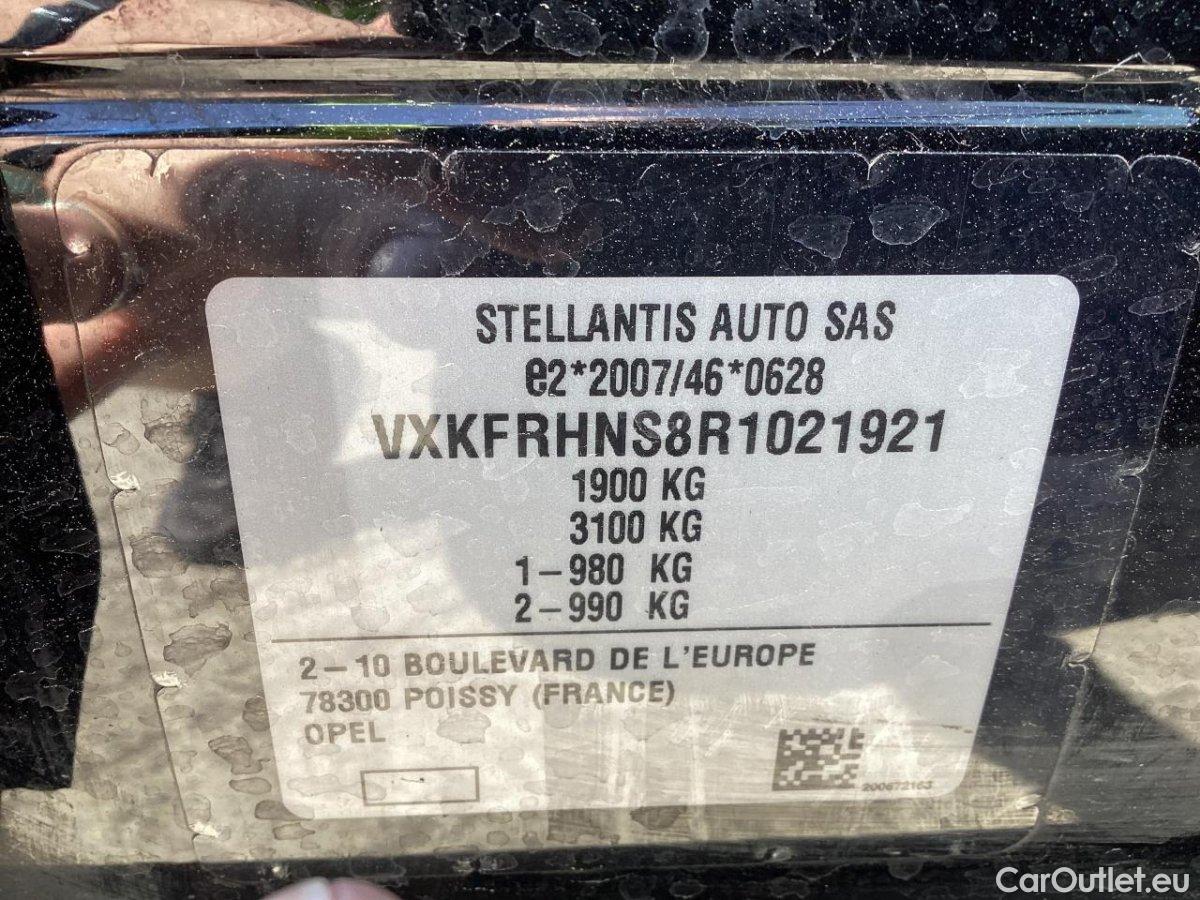 STELLANTIS AUTO SAS
e2*2007/46*0628
VXKFRHNS8R1021921
1900 KG
3100 KG
1-980 KG
2-990 KG
2-10 BOULEVARD DE L'EUROPE
78300 POISSY (FRANCE)
OPEL
200672163
CarOutlet.eu